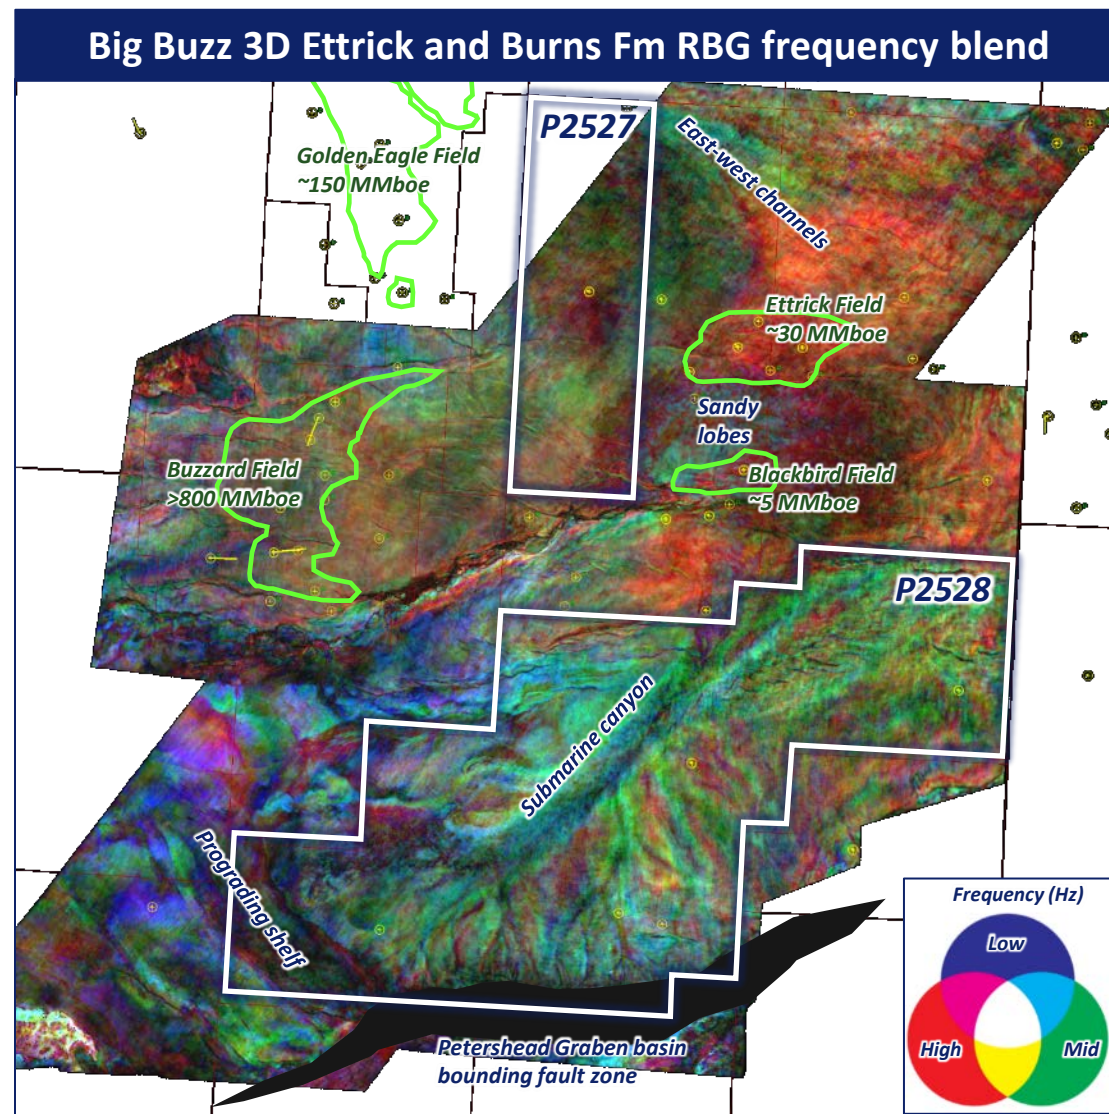 Big Buzz 3D Ettrick and Burns Fm RBG frequency blend
P2527
East-west channels
Golden Eagle Field
~150 MMboe
Ettrick Field
~30 MMboe
Sandy
lobes
Buzzard Field
>800 MMboe
Blackbird Field
~5 MMboe
P2528
Submarine canyon
Prograding shelf
Petershead Graben basin
bounding fault zone
Frequency (Hz)
Low
High
Mid